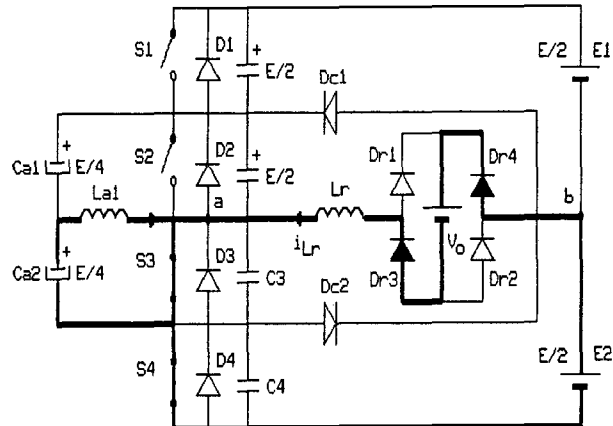 S1
D1
+
E/2
Dc1
E/2
E1
S2
D2
+
E/2
Ca1
+
E/4
La1
a
Lr
iLr
Dr1
Dr4
b
Vo
Ca2
+
E/4
S3
D3
C3
Dr3
Dr2
Dc2
S4
D4
C4
E/2
E2